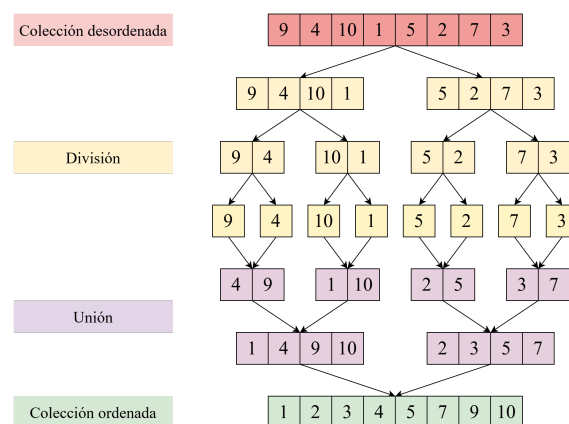 Colección desordenada 9 4 10 1 5 2 7 3
9 4 10 1 5 2 7 3
División 9 4 10 1 5 2 7 3
9 4 10 1 5 2 7 3
4 9 1 10 2 5 3 7
Unión
1 4 9 10 2 3 5 7
Colección ordenada 1 2 3 4 5 7 9 10